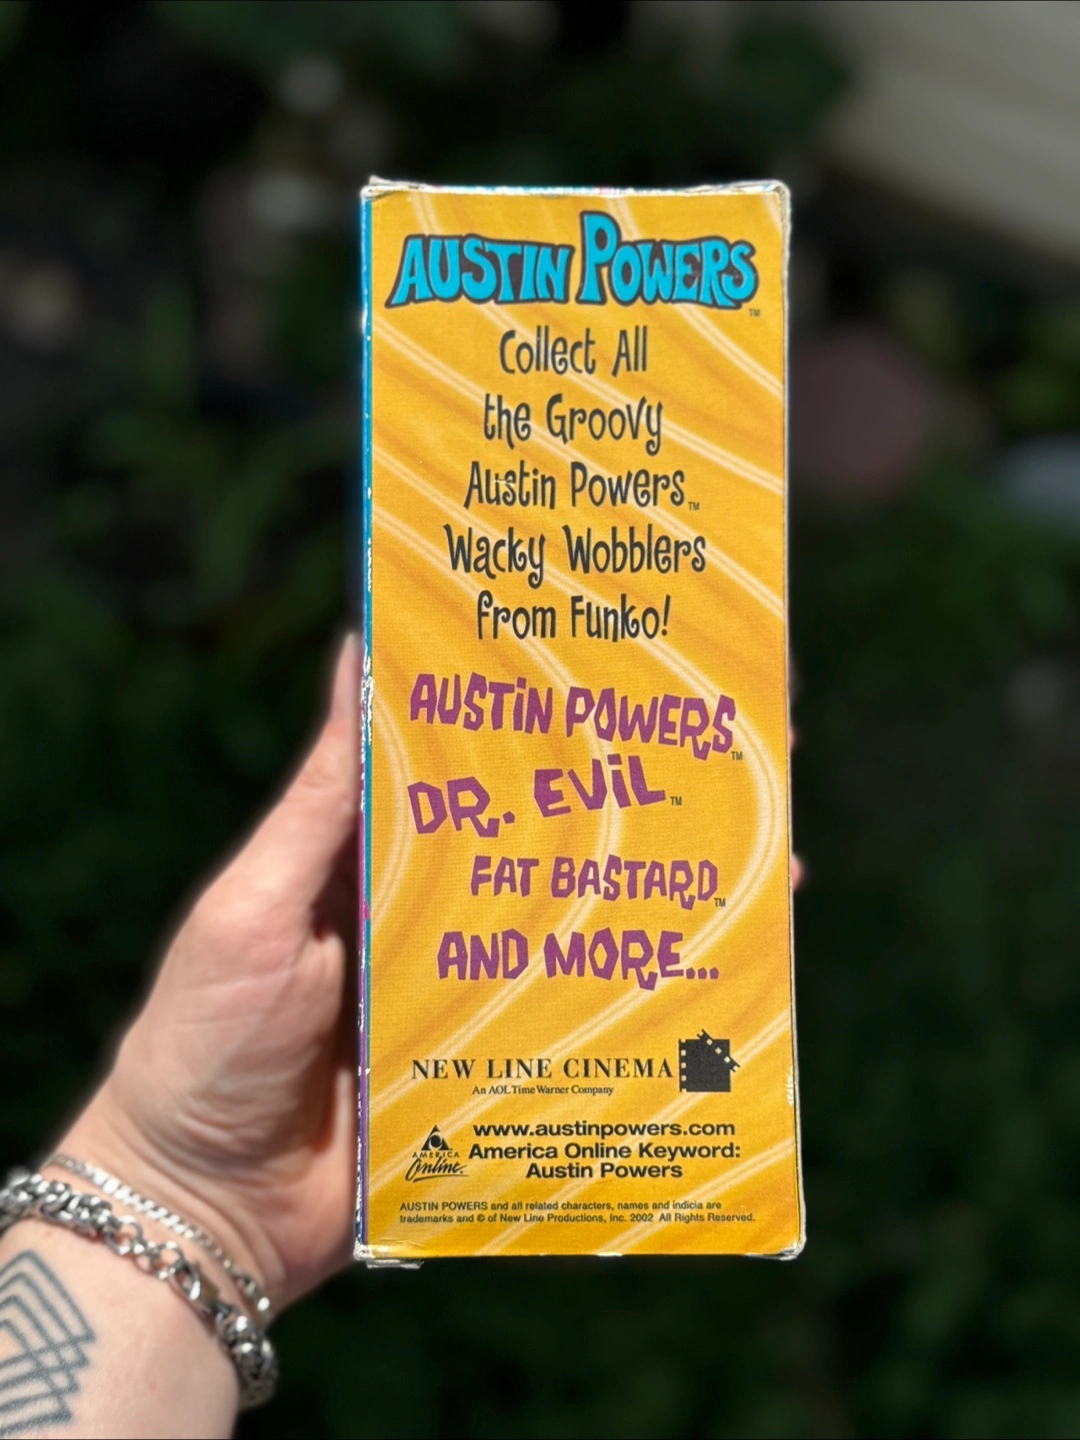 AUSTIN POWERS™
Collect All
the Groovy
Austin Powers™
Wacky Wobblers
from Funko!
AUSTiN POWERS™
DR. EViL™
FAT BASTARD™
AND MORE...
NEW LINE CINEMA
An AOL Time Warner Company
www.austinpowers.com
AMERICA Online. America Online Keyword:
Austin Powers
AUSTIN POWERS and all related characters, names and indicia are
trademarks and © of New Line Productions, Inc. 2002 All Rights Reserved.